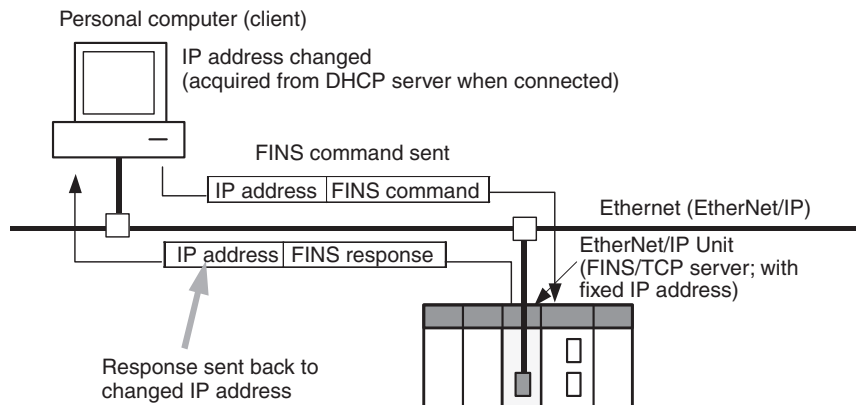 Personal computer (client)
IP address changed
(acquired from DHCP server when connected)
FINS command sent
IP address FINS command
Ethernet (EtherNet/IP)
IP address FINS response
EtherNet/IP Unit
(FINS/TCP server; with
fixed IP address)
Response sent back to
changed IP address